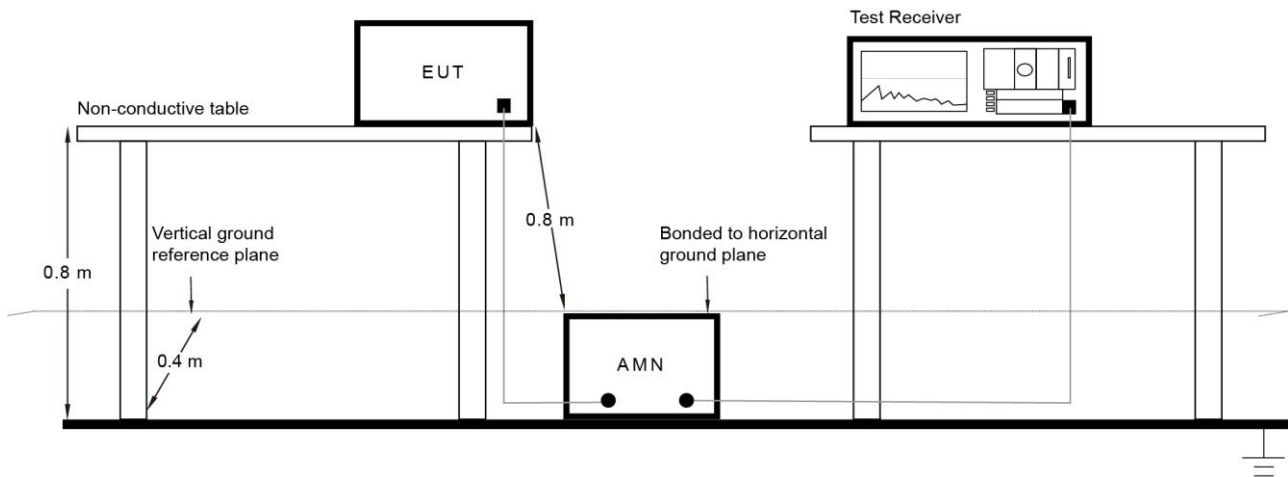 Test Receiver
EUT
Non-conductive table
0.8 m
Vertical ground
reference plane
Bonded to horizontal
ground plane
0.8 m
0.4 m
AMN